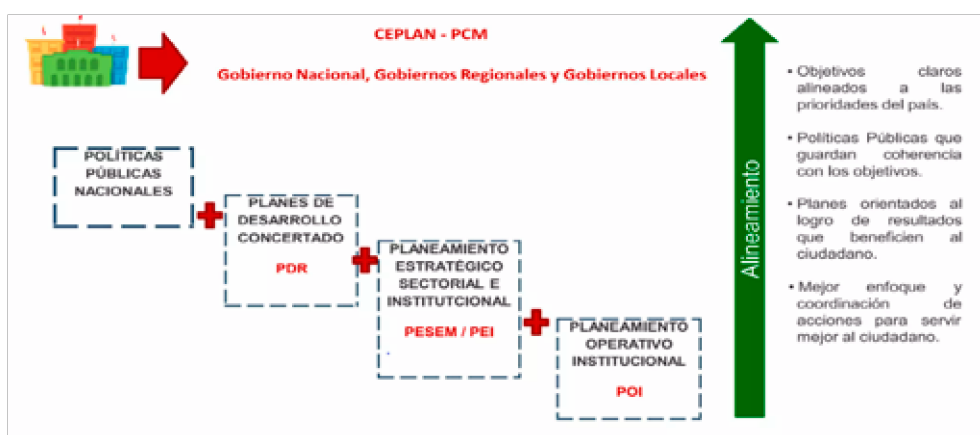 CEPLAN - PCM
Gobierno Nacional, Gobiernos Regionales y Gobiernos Locales
POLÍTICAS
PÚBLICAS
NACIONALES
PLANES DE
DESARROLLO
CONCERTADO
PDR
PLANEAMIENTO
ESTRATÉGICO
SECTORIAL E
INSTITUTCIONAL
PESEM / PEI
PLANEAMIENTO
OPERATIVO
INSTITUCIONAL
POI
Alineamiento
• Objetivos claros
alineados a las
prioridades del país.
• Políticas Públicas que
guardan coherencia
con los objetivos.
• Planes orientados al
logro de resultados
que beneficien al
ciudadano.
• Mejor enfoque y
coordinación de
acciones para servir
mejor al ciudadano.